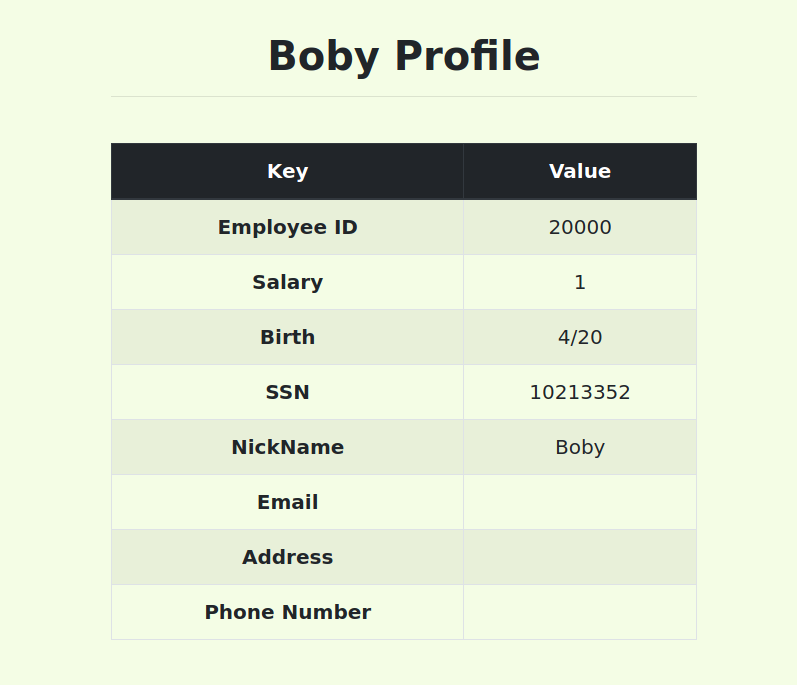 Boby Profile
Key Value
Employee ID 20000
Salary 1
Birth 4/20
SSN 10213352
NickName Boby
Email
Address
Phone Number